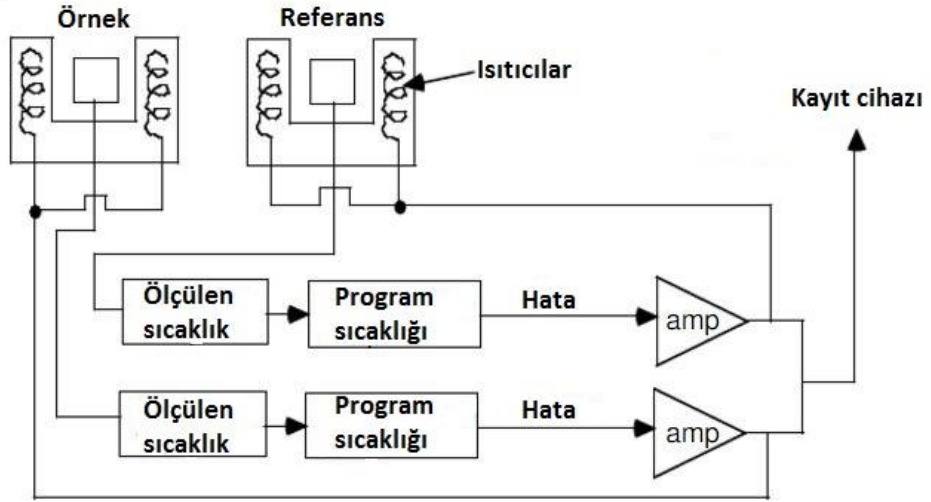 Örnek
Referans
Isıtıcılar
Kayıt cihazı
Ölçülen
sıcaklık
Program
sıcaklığı
Hata
amp
Ölçülen
sıcaklık
Program
sıcaklığı
Hata
amp